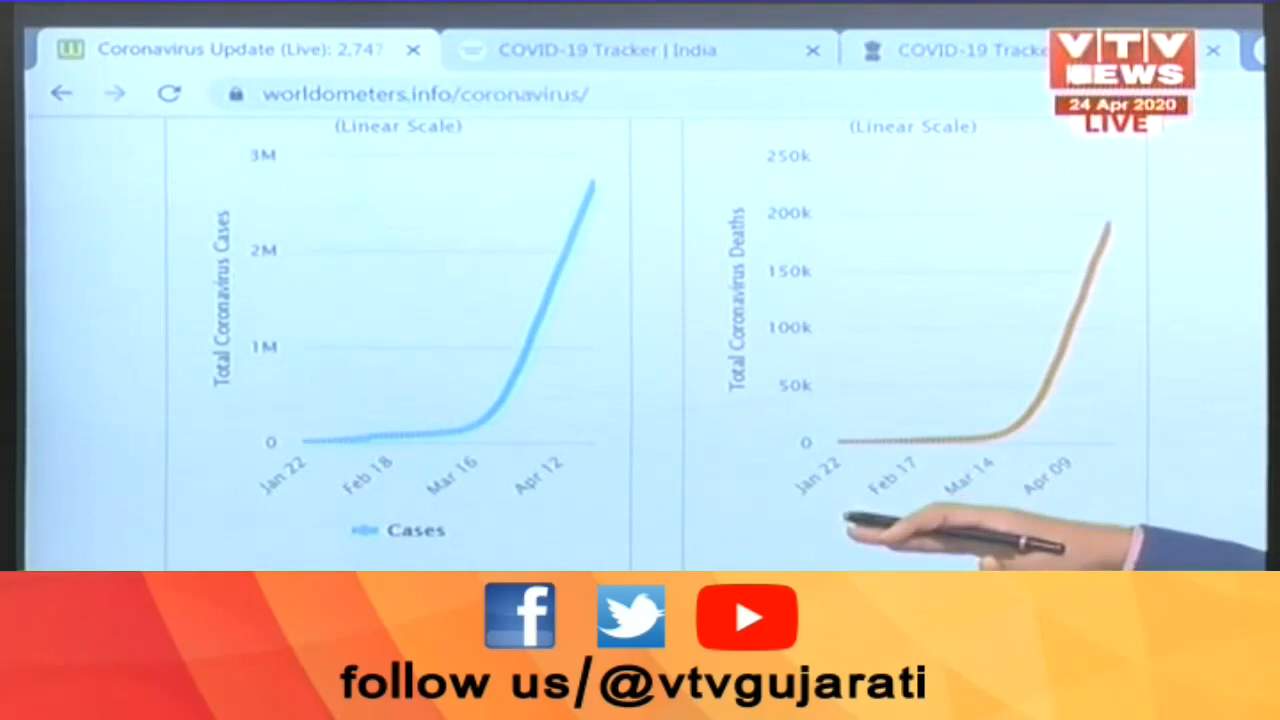 Coronavirus Update (Live): 2,747
COVID-19 Tracker | India
COVID-19 Tracke
VTV
NEWS
24 Apr 2020
LIVE
worldometers.info/coronavirus/
(Linear Scale)
3M
2M
1M
0
Total Coronavirus Cases
Jan 22
Feb 18
Mar 16
Apr 12
Cases
(Linear Scale)
250k
200k
150k
100k
50k
0
Total Coronavirus Deaths
Jan 22
Feb 17
Mar 14
Apr 09
follow us/@vtvgujarati